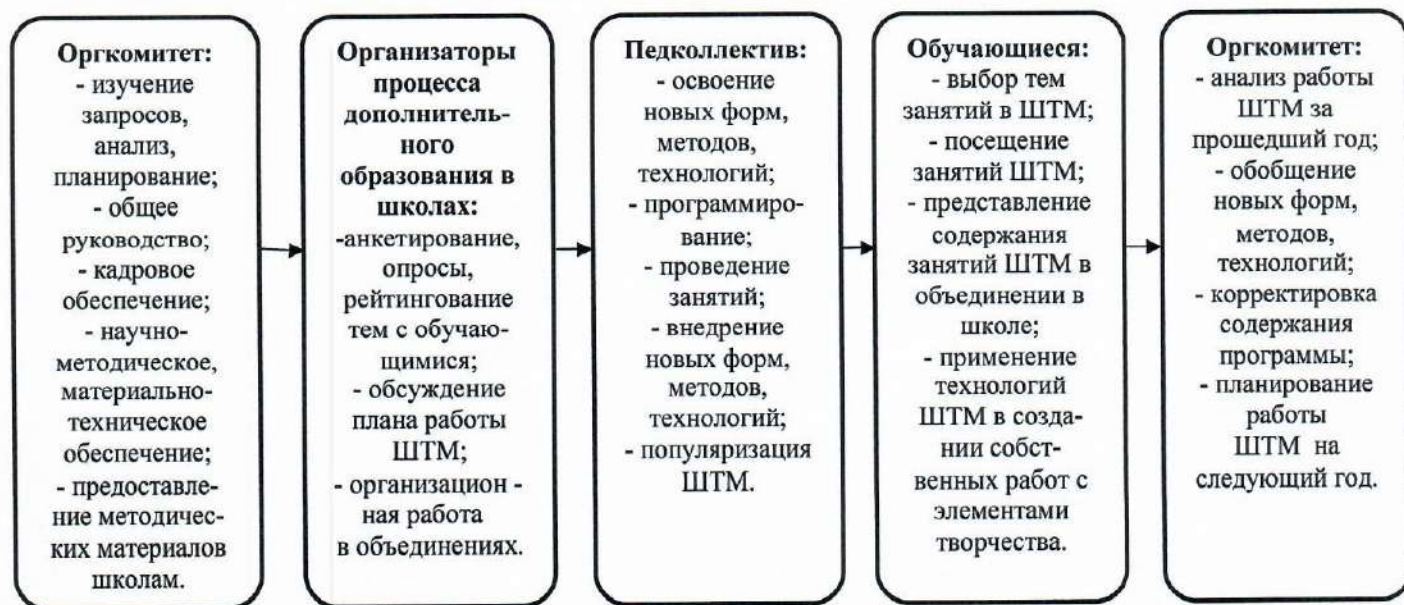 Оргкомитет:
- изучение
запросов,
анализ,
планирование;
- общее
руководство;
- кадровое
обеспечение;
- научно-
методическое,
материально-
техническое
обеспечение;
- предоставле-
ние методичес-
ких материалов
школам.
Организаторы
процесса
дополнитель-
ного
образования в
школах:
-анкетирование,
опросы,
рейтингование
тем с обучаю-
щимися;
- обсуждение
плана работы
ШТМ;
- организацион -
ная работа
в объединениях.
Педколлектив:
- освоение
новых форм,
методов,
технологий;
- программиро-
вание;
- проведение
занятий;
- внедрение
новых форм,
методов,
технологий;
- популяризация
ШТМ.
Обучающиеся:
- выбор тем
занятий в ШТМ;
- посещение
занятий ШТМ;
- представление
содержания
занятий ШТМ в
объединении в
школе;
- применение
технологий
ШТМ в созда-
нии собст-
венных работ с
элементами
творчества.
Оргкомитет:
- анализ работы
ШТМ за
прошедший год;
- обобщение
новых форм,
методов,
технологий;
- корректировка
содержания
программы;
- планирование
работы
ШТМ на
следующий год.